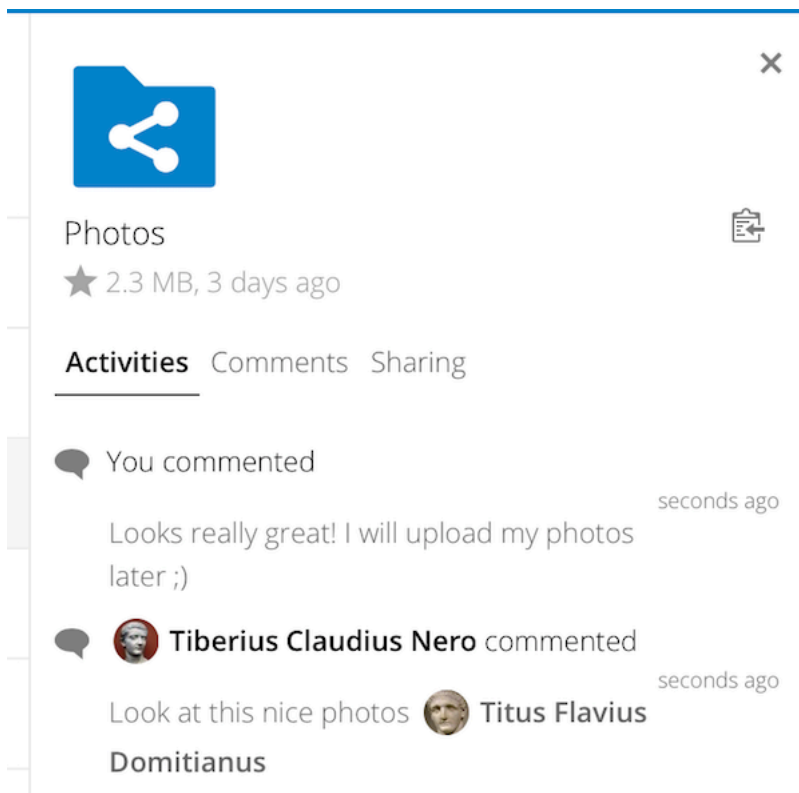 Photos
2.3 MB, 3 days ago
Activities Comments Sharing
You commented
seconds ago
Looks really great! I will upload my photos
later ;)
Tiberius Claudius Nero commented
seconds ago
Look at this nice photos Titus Flavius
Domitianus